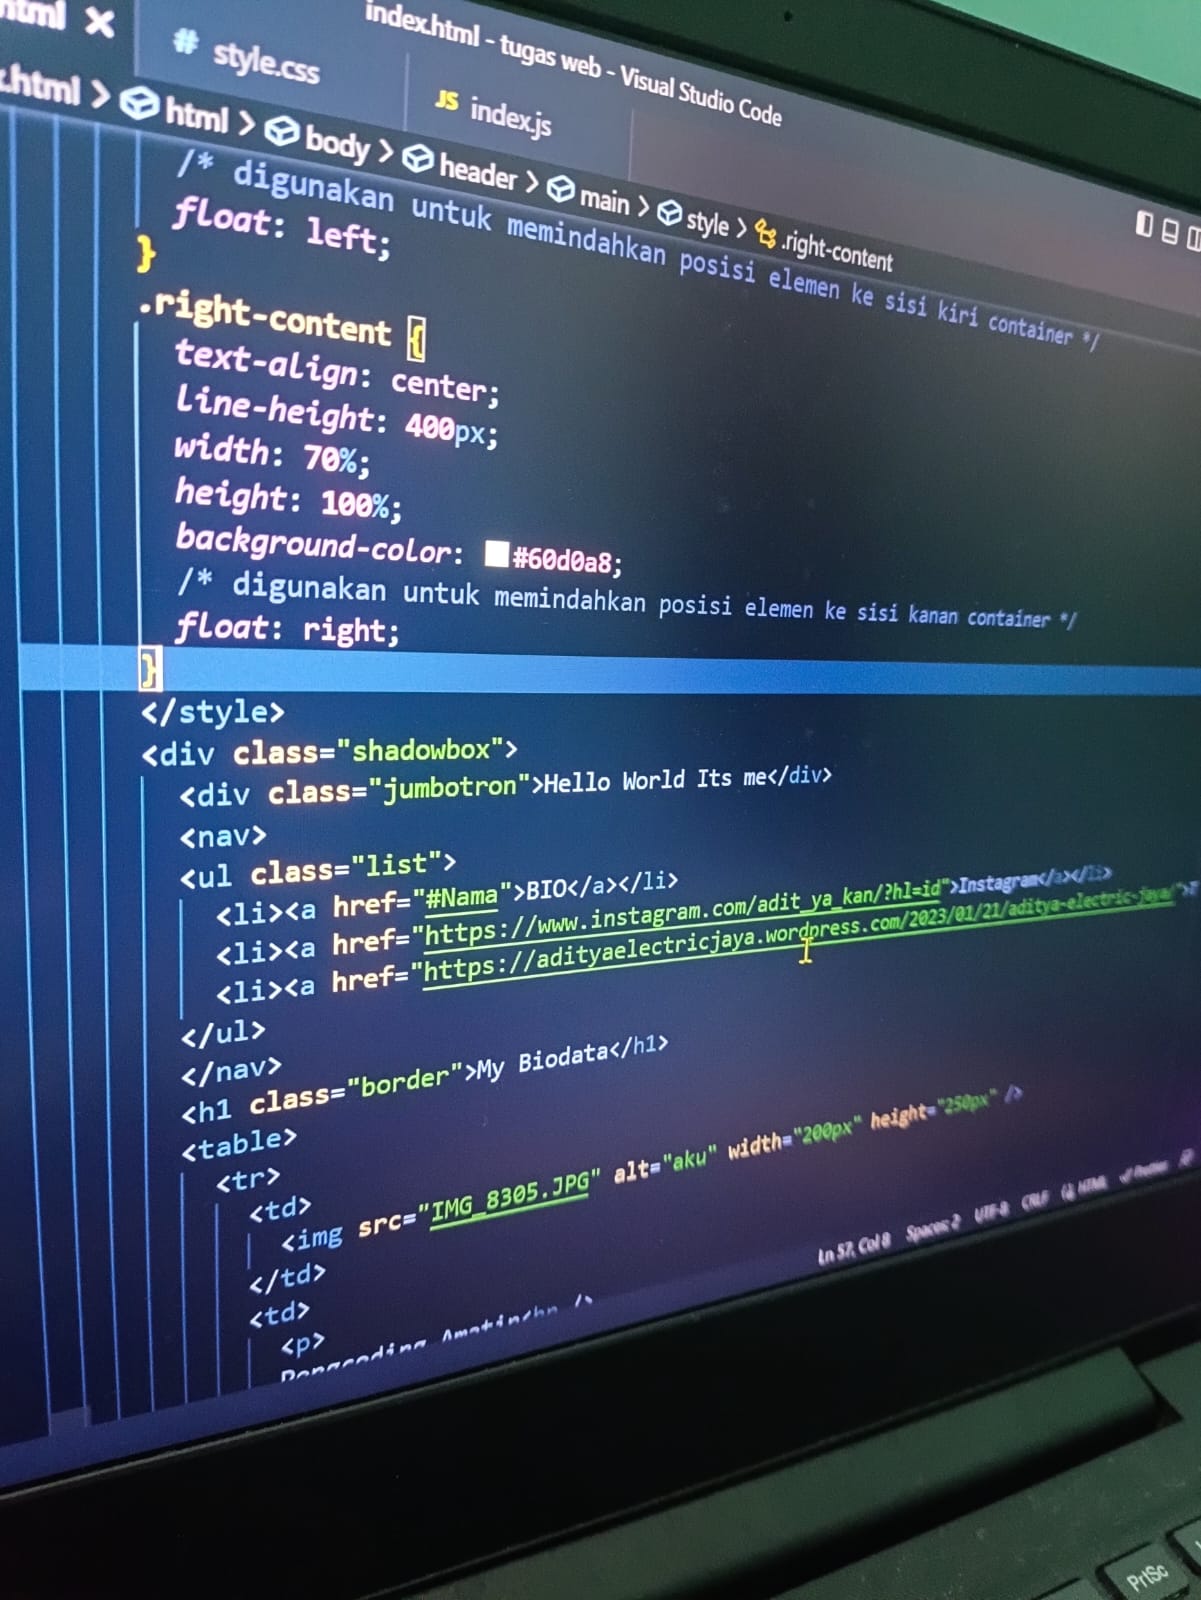 index.html - tugas web - Visual Studio Code
html ×
# style.css
JS index.js
.html > html > body > header > main > style > .right-content
/* digunakan untuk memindahkan posisi elemen ke sisi kiri container */
float: left;
}
.right-content {
text-align: center;
line-height: 400px;
width: 70%;
height: 100%;
background-color: #60d0a8;
/* digunakan untuk memindahkan posisi elemen ke sisi kanan container */
float: right;
}
</style>
<div class="shadowbox">
<div class="jumbotron">Hello World Its me</div>
<nav>
<ul class="list">
<li><a href="#Nama">BIO</a></li>
<li><a href="https://www.instagram.com/adit_ya_kan/?hl=id">Instagram</a></li>
<li><a href="https://adityaelectricjaya.wordpress.com/2023/01/21/aditya-electric-jaya/">
</ul>
</nav>
<h1 class="border">My Biodata</h1>
<table>
<tr>
<td>
<img src="IMG_8305.JPG" alt="aku" width="200px" height="250px" />
</td>
<td>
<p>
Ln 57, Col 8 Spaces: 2 UTF-8 CRLF HTML Prettier
PrtSc